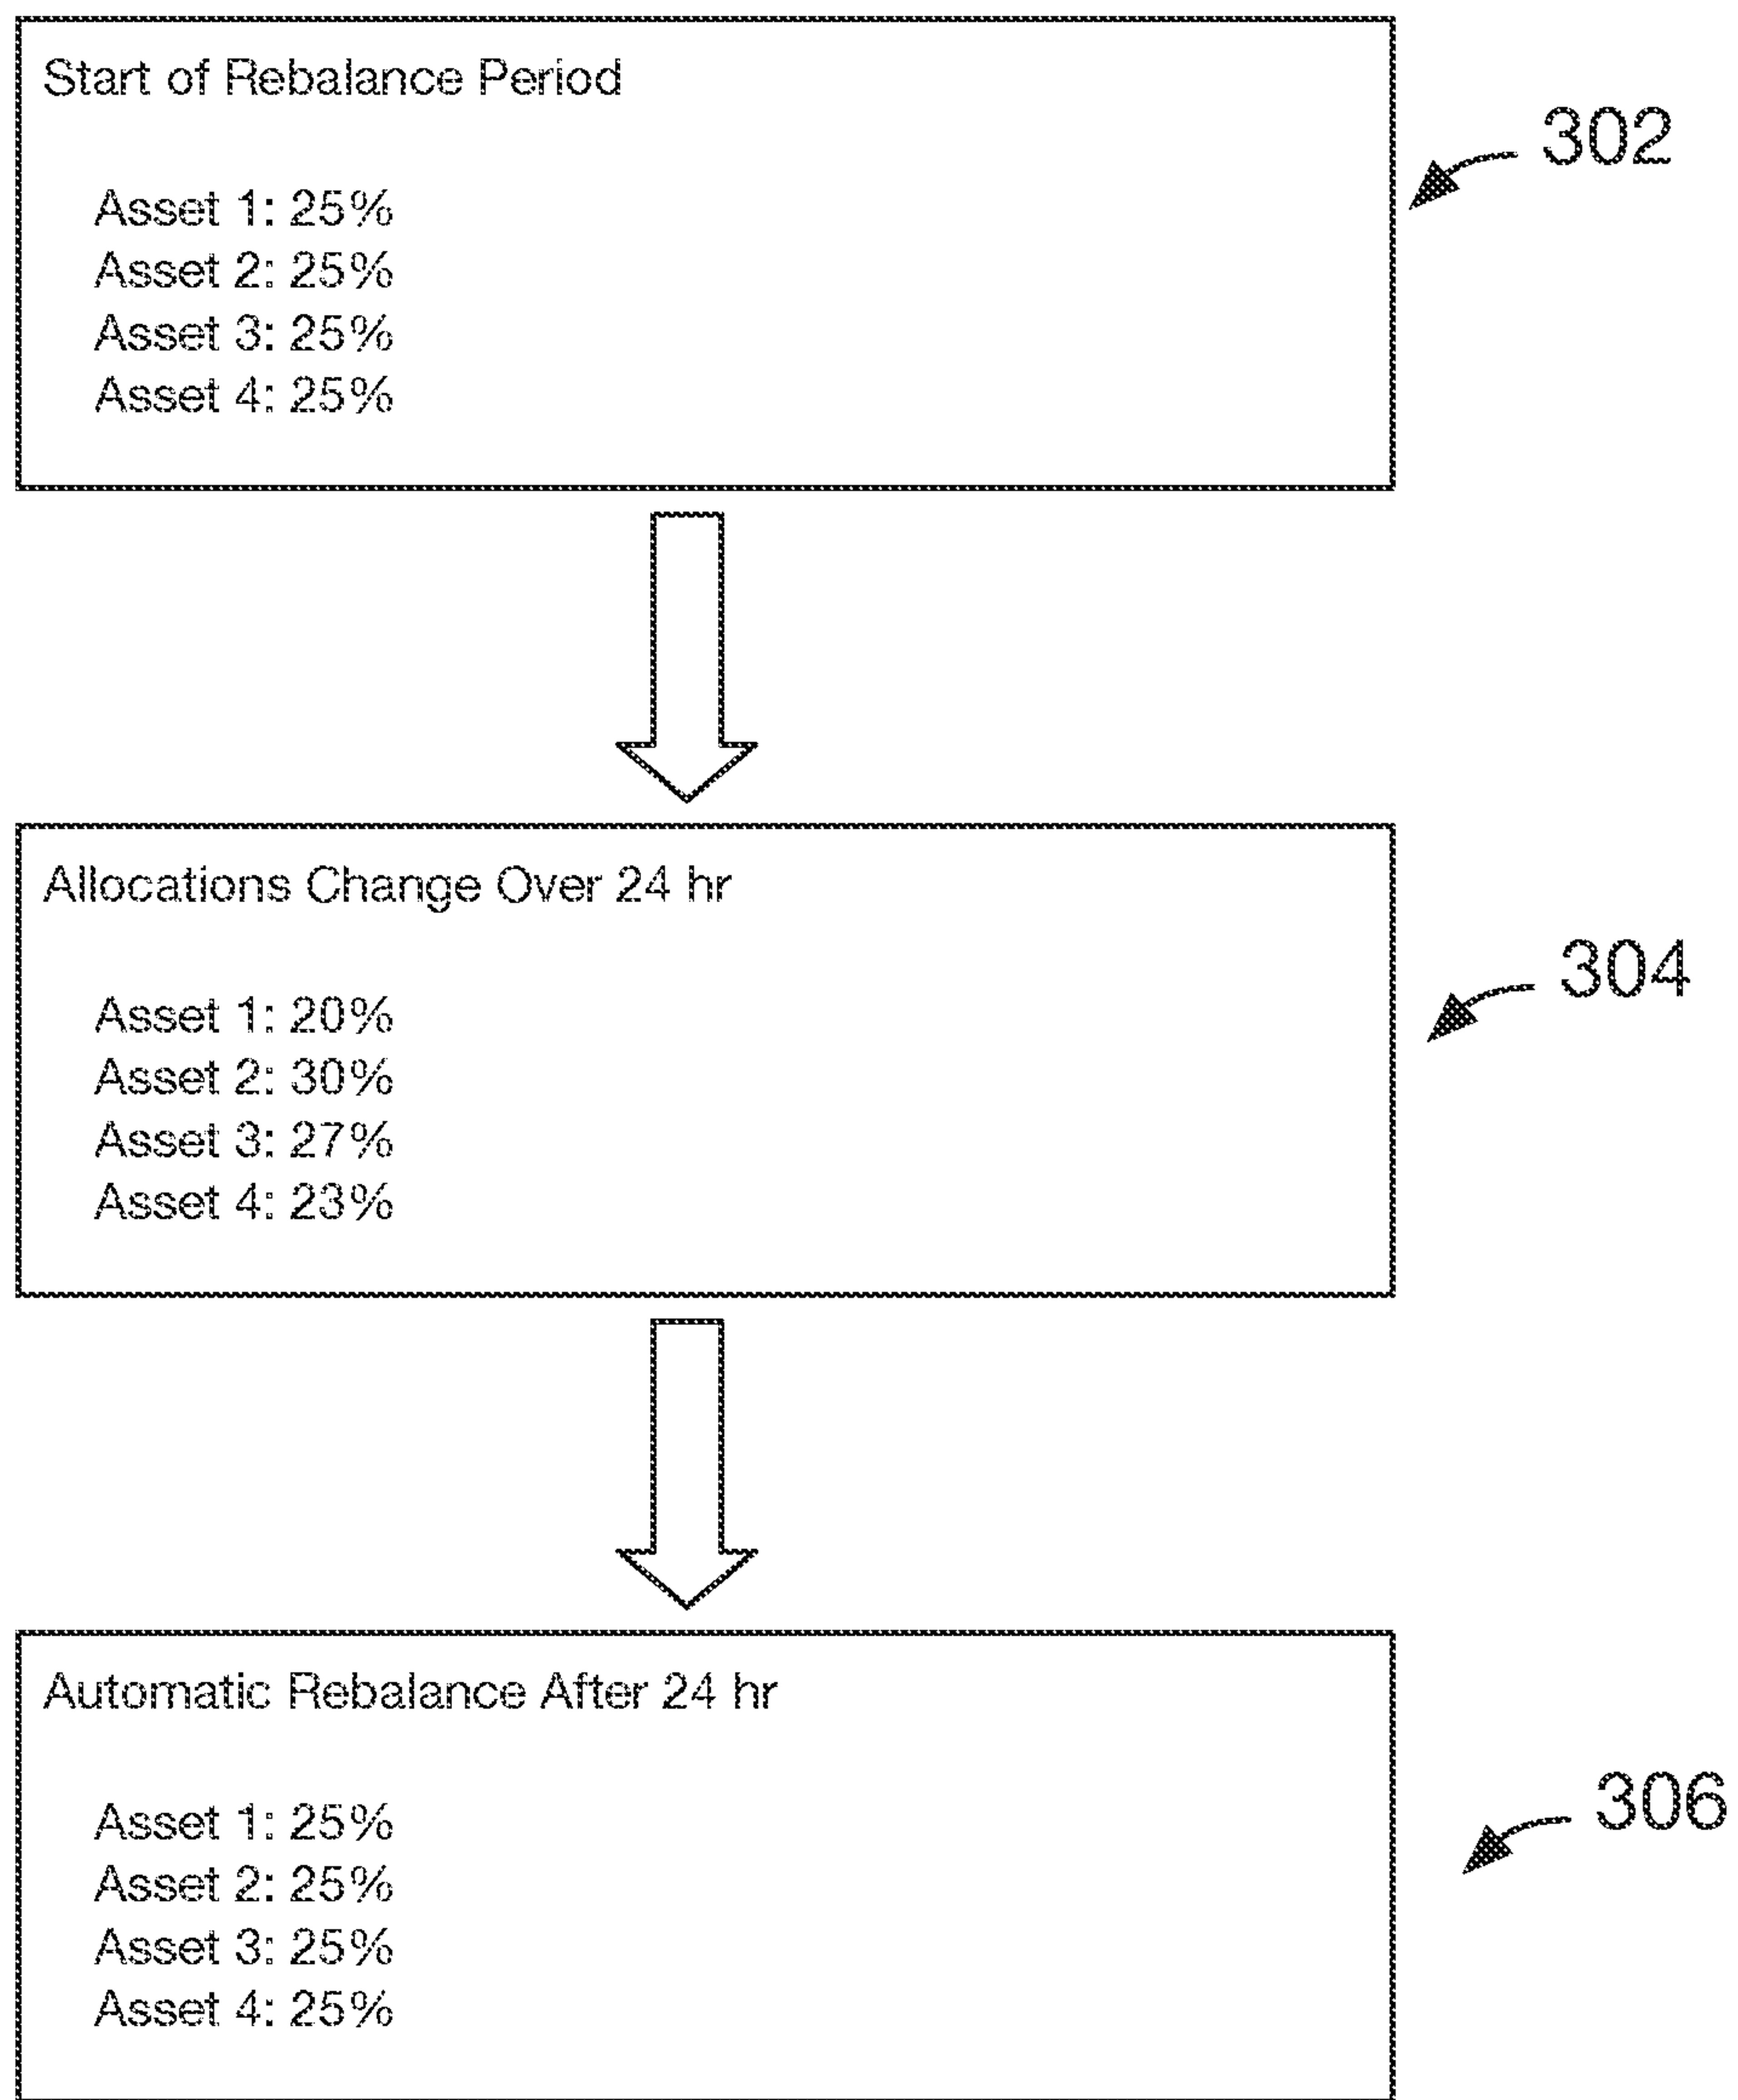 Start of Rebalance Period
302
Asset 1: 25%
Asset 2: 25%
Asset 3: 25%
Asset 4: 25%
Allocations Change Over 24 hr
304
Asset 1: 20%
Asset 2: 30%
Asset 3: 27%
Asset 4: 23%
Automatic Rebalance After 24 hr
306
Asset 1: 25%
Asset 2: 25%
Asset 3: 25%
Asset 4: 25%